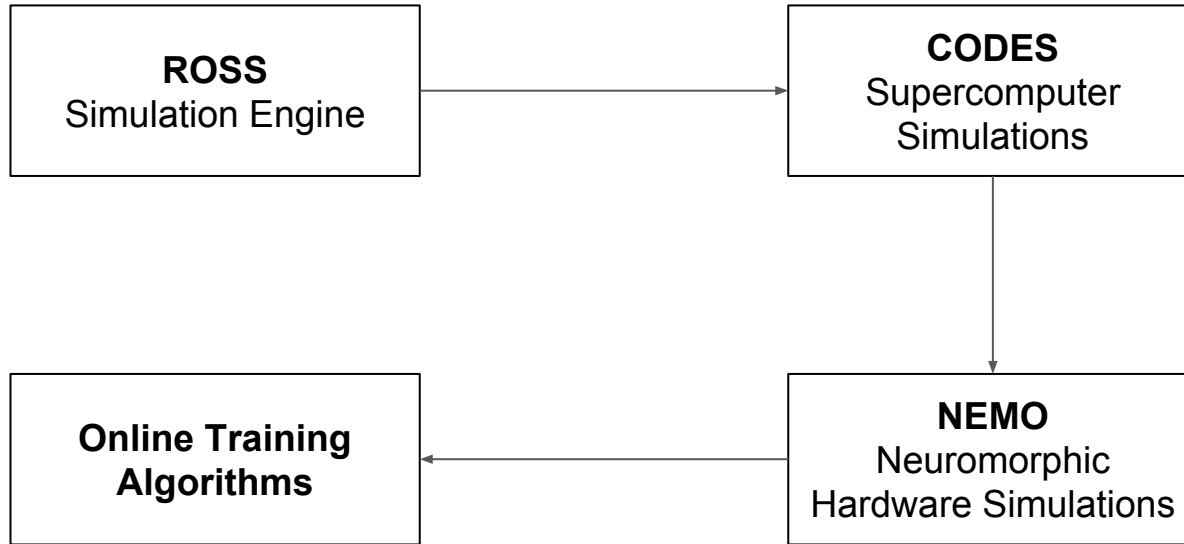 ROSS
Simulation Engine
CODES
Supercomputer
Simulations
Online Training
Algorithms
NEMO
Neuromorphic
Hardware Simulations